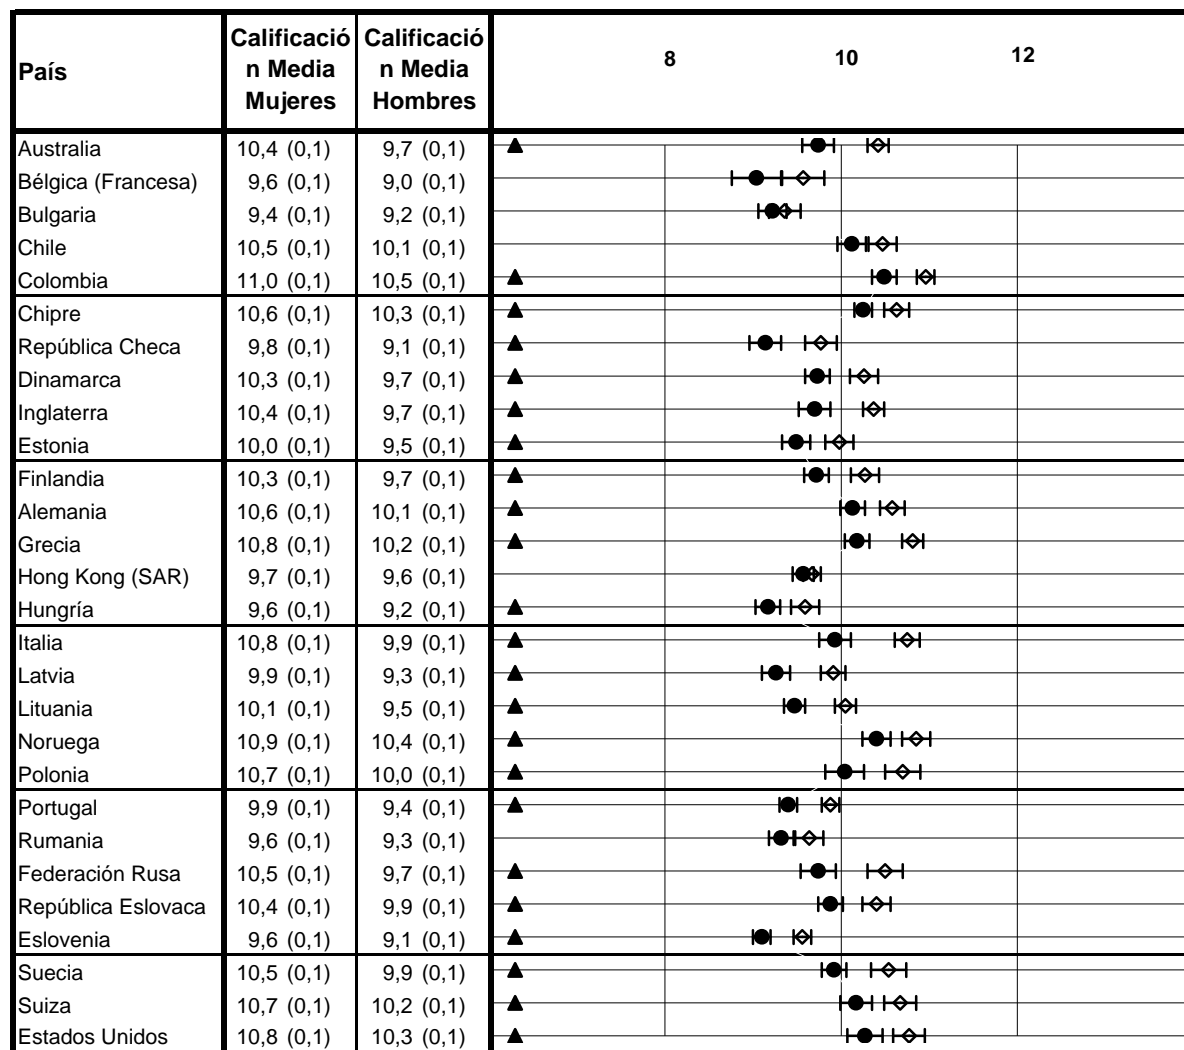 País
Calificació
n Media
Mujeres
Calificació
n Media
Hombres
8 10 12
Australia 10,4 (0,1) 9,7 (0,1)
Bélgica (Francesa) 9,6 (0,1) 9,0 (0,1)
Bulgaria 9,4 (0,1) 9,2 (0,1)
Chile 10,5 (0,1) 10,1 (0,1)
Colombia 11,0 (0,1) 10,5 (0,1)
Chipre 10,6 (0,1) 10,3 (0,1)
República Checa 9,8 (0,1) 9,1 (0,1)
Dinamarca 10,3 (0,1) 9,7 (0,1)
Inglaterra 10,4 (0,1) 9,7 (0,1)
Estonia 10,0 (0,1) 9,5 (0,1)
Finlandia 10,3 (0,1) 9,7 (0,1)
Alemania 10,6 (0,1) 10,1 (0,1)
Grecia 10,8 (0,1) 10,2 (0,1)
Hong Kong (SAR) 9,7 (0,1) 9,6 (0,1)
Hungría 9,6 (0,1) 9,2 (0,1)
Italia 10,8 (0,1) 9,9 (0,1)
Latvia 9,9 (0,1) 9,3 (0,1)
Lituania 10,1 (0,1) 9,5 (0,1)
Noruega 10,9 (0,1) 10,4 (0,1)
Polonia 10,7 (0,1) 10,0 (0,1)
Portugal 9,9 (0,1) 9,4 (0,1)
Rumania 9,6 (0,1) 9,3 (0,1)
Federación Rusa 10,5 (0,1) 9,7 (0,1)
República Eslovaca 10,4 (0,1) 9,9 (0,1)
Eslovenia 9,6 (0,1) 9,1 (0,1)
Suecia 10,5 (0,1) 9,9 (0,1)
Suiza 10,7 (0,1) 10,2 (0,1)
Estados Unidos 10,8 (0,1) 10,3 (0,1)